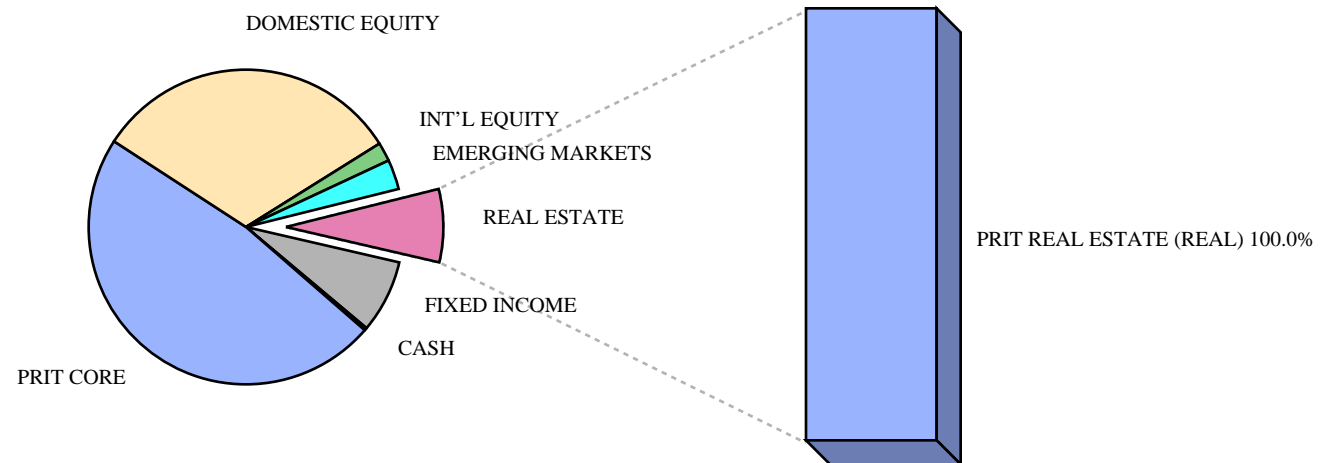 DOMESTIC EQUITY
INT'L EQUITY
EMERGING MARKETS
REAL ESTATE
PRIT REAL ESTATE (REAL) 100.0%
FIXED INCOME
CASH
PRIT CORE